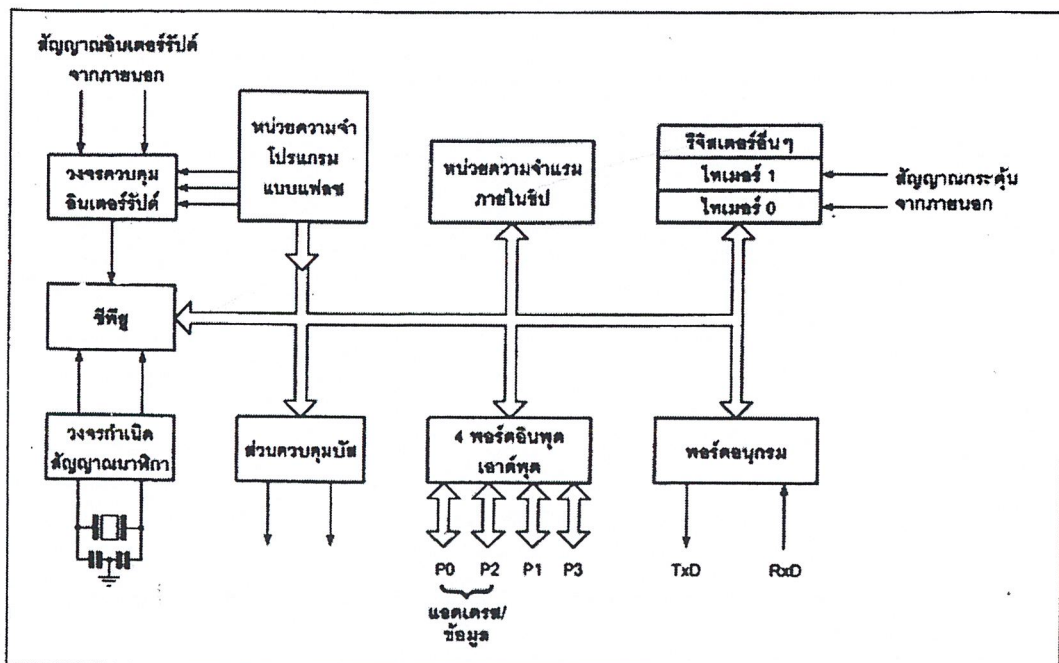 สัญญาณอินเตอร์รัปต์
จากภายนอก
วงจรควบคุม
อินเตอร์รัปต์
หน่วยความจำ
โปรแกรม
แบบแฟลช
หน่วยความจำแรม
ภายในชิป
รีจิสเตอร์อื่นๆ
ไทเมอร์ 1
ไทเมอร์ 0
สัญญาณกระตุ้น
จากภายนอก
ซีพียู
วงจรกำเนิด
สัญญาณนาฬิกา
ส่วนควบคุมบัส
4 พอร์ตอินพุต
เอาต์พุต
พอร์ตอนุกรม
P0 P2 P1 P3
TxD RxD
แอดเดรส/
ข้อมูล